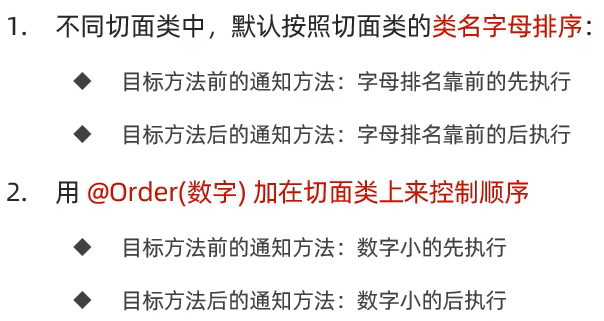 1. 不同切面类中，默认按照切面类的类名字母排序：
◆ 目标方法前的通知方法：字母排名靠前的先执行
◆ 目标方法后的通知方法：字母排名靠前的后执行
2. 用 @Order(数字) 加在切面类上来控制顺序
◆ 目标方法前的通知方法：数字小的先执行
◆ 目标方法后的通知方法：数字小的后执行